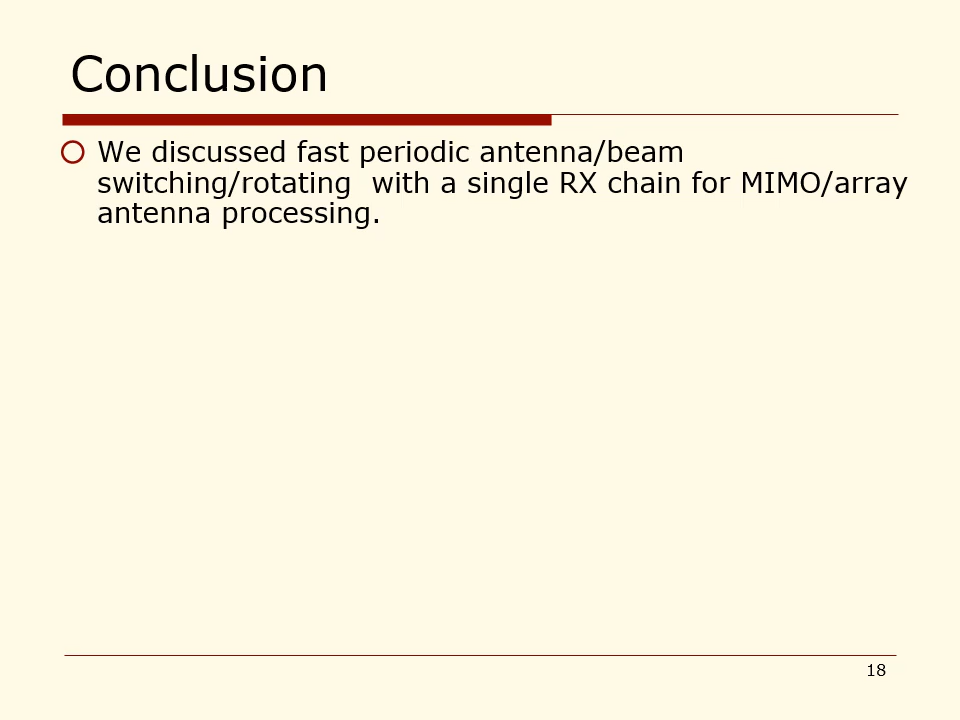 Conclusion
We discussed fast periodic antenna/beam
switching/rotating  with a single RX chain for MIMO/array
antenna processing.
18